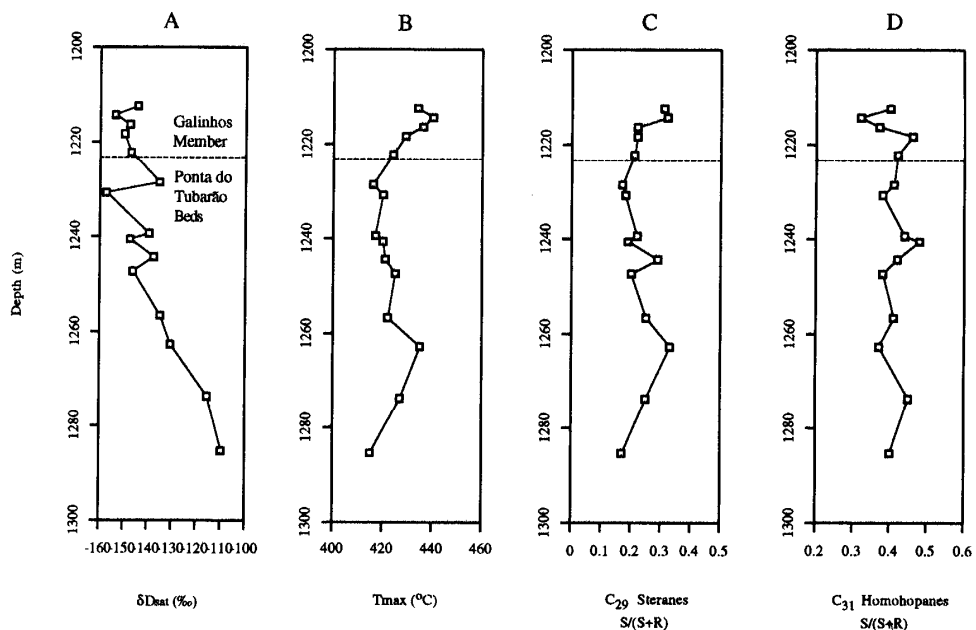 A
B
C
D
1200
1220
1240
1260
1280
1300
Depth (m)
Galinhos
Member
Ponta do
Tubarão
Beds
-160-150-140-130-120-110-100
δDsat (‰)
1200
1220
1240
1260
1280
1300
400 420 440 460
Tmax (°C)
1200
1220
1240
1260
1280
1300
0 0.1 0.2 0.3 0.4 0.5
C29 Steranes
S/(S+R)
1200
1220
1240
1260
1280
1300
0.2 0.3 0.4 0.5 0.6
C31 Homohopanes
S/(S+R)